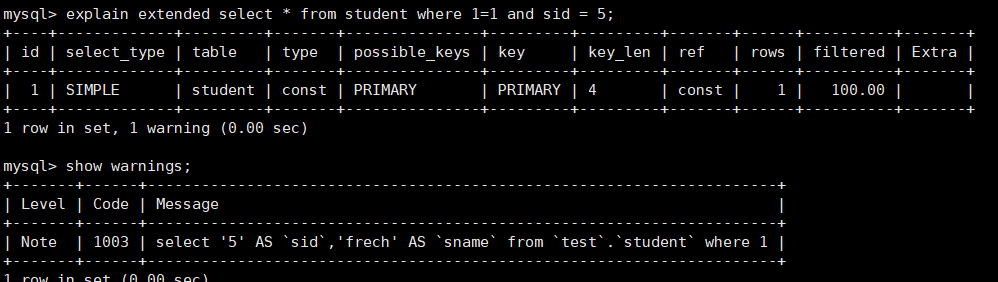 mysql> explain extended select * from student where 1=1 and sid = 5;
+----+-------------+---------+-------+---------------+---------+---------+-------+------+----------+-------+
| id | select_type | table   | type  | possible_keys | key     | key_len | ref   | rows | filtered | Extra |
+----+-------------+---------+-------+---------------+---------+---------+-------+------+----------+-------+
|  1 | SIMPLE      | student | const | PRIMARY       | PRIMARY | 4       | const |    1 |   100.00 |       |
+----+-------------+---------+-------+---------------+---------+---------+-------+------+----------+-------+
1 row in set, 1 warning (0.00 sec)
mysql> show warnings;
+-------+------+---------------------------------------------------------------------+
| Level | Code | Message                                                             |
+-------+------+---------------------------------------------------------------------+
| Note  | 1003 | select '5' AS `sid`,'frech' AS `sname` from `test`.`student` where 1 |
+-------+------+---------------------------------------------------------------------+
1 row in set (0.00 sec)